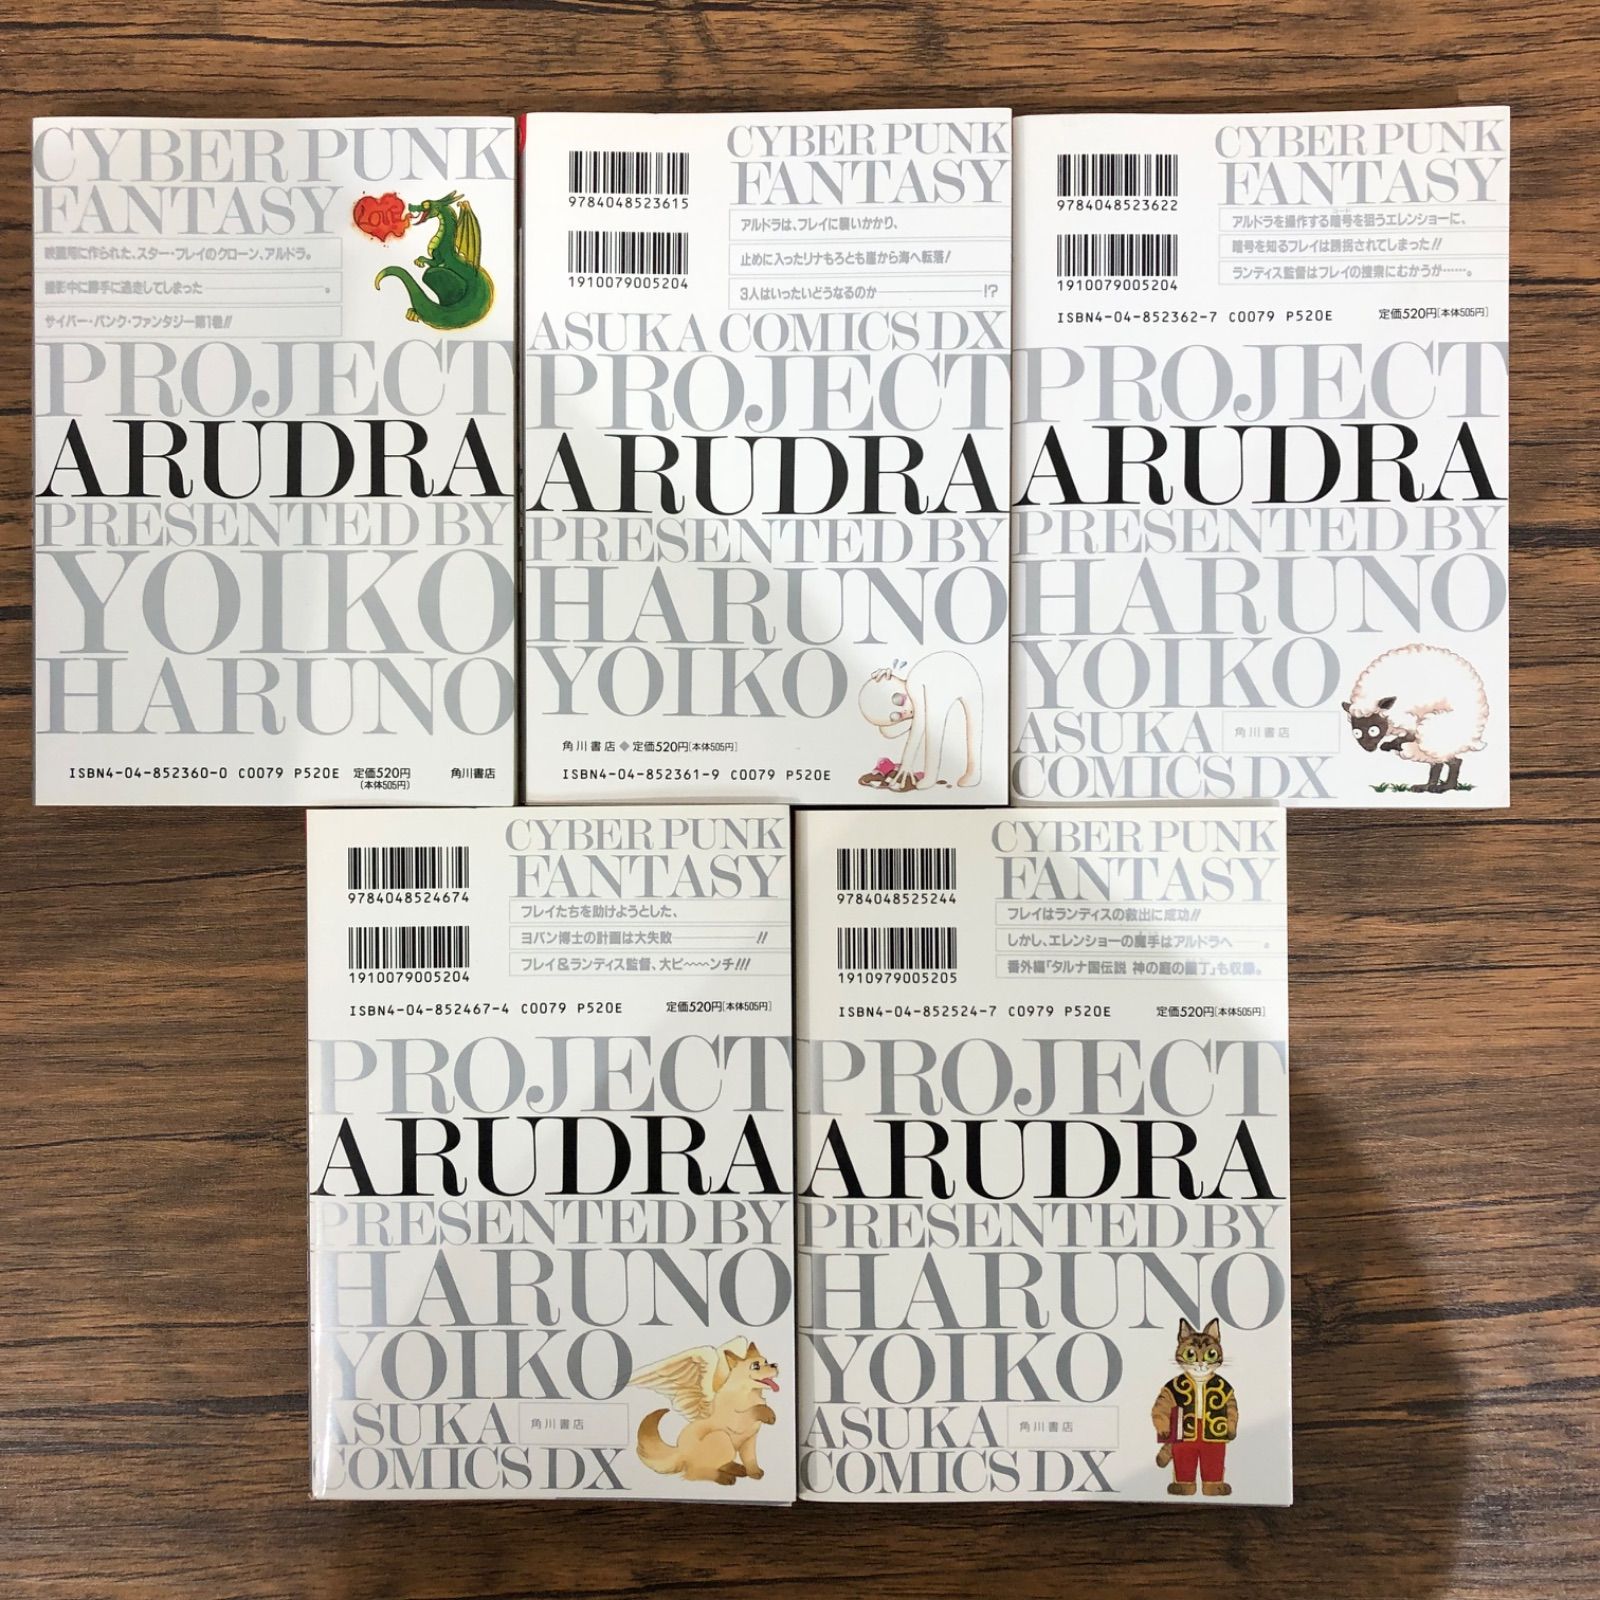 CYBER PUNK
FANTASY
LOVE
映画用に作られた、スター・フレイのクローン、アルドラ。
撮影中に勝手に逃走してしまった――。
サイバー・パンク・ファンタジー第1巻!!
PROJECT
ARUDRA
PRESENTED BY
YOIKO
HARUNO
ISBN4-04-852360-0 C0079 P520E 定価520円
(本体505円)
角川書店
9784048523615
1910079005204
CYBER PUNK
FANTASY
アルドラは、フレイに襲いかかり、
止めに入ったリナもろとも崖から海へ転落!
3人はいったいどうなるのか――!?
ASUKA COMICS DX
PROJECT
ARUDRA
PRESENTED BY
HARUNO
YOIKO
角川書店◆定価520円[本体505円]
ISBN4-04-852361-9 C0079 P520E
9784048523622
1910079005204
CYBER PUNK
FANTASY
アルドラを操作する暗号を狙うエレンショーに、
暗号を知るフレイは誘拐されてしまった!!
ランディス監督はフレイの捜索にむかうが……。
ISBN4-04-852362-7 C0079 P520E 定価520円[本体505円]
PROJECT
ARUDRA
PRESENTED BY
HARUNO
YOIKO
ASUKA 角川書店
COMICS DX
9784048524674
1910079005204
CYBER PUNK
FANTASY
フレイたちを助けようとした、
ヨバン博士の計画は大失敗――!!
フレイ&ランディス監督、大ピ〜〜ンチ!!!
ISBN4-04-852467-4 C0079 P520E 定価520円[本体505円]
PROJECT
ARUDRA
PRESENTED BY
HARUNO
YOIKO
ASUKA 角川書店
COMICS DX
9784048525244
1910979005205
CYBER PUNK
FANTASY
フレイはランディスの救出に成功!!
しかし、エレンショーの魔手はアルドラへ――。
番外編「タルナ国伝説 神の庭の園丁」も収録。
ISBN4-04-852524-7 C0979 P520E 定価520円[本体505円]
PROJECT
ARUDRA
PRESENTED BY
HARUNO
YOIKO
ASUKA 角川書店
COMICS DX